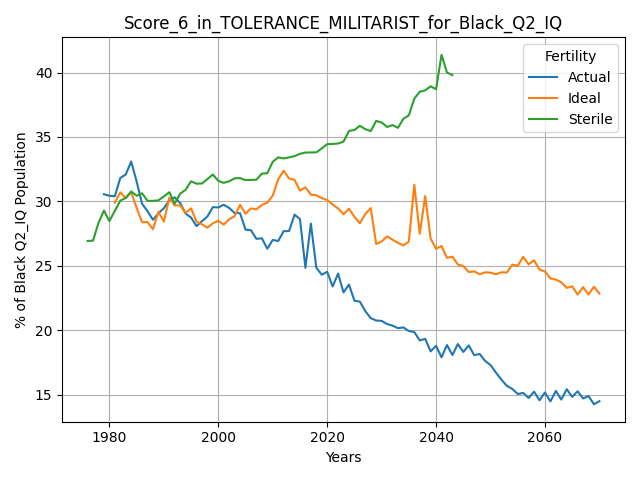 Score_6_in_TOLERANCE_MILITARIST_for_Black_Q2_IQ
Fertility
Actual
Ideal
Sterile
% of Black Q2_IQ Population
40
35
30
25
20
15
1980 2000 2020 2040 2060
Years